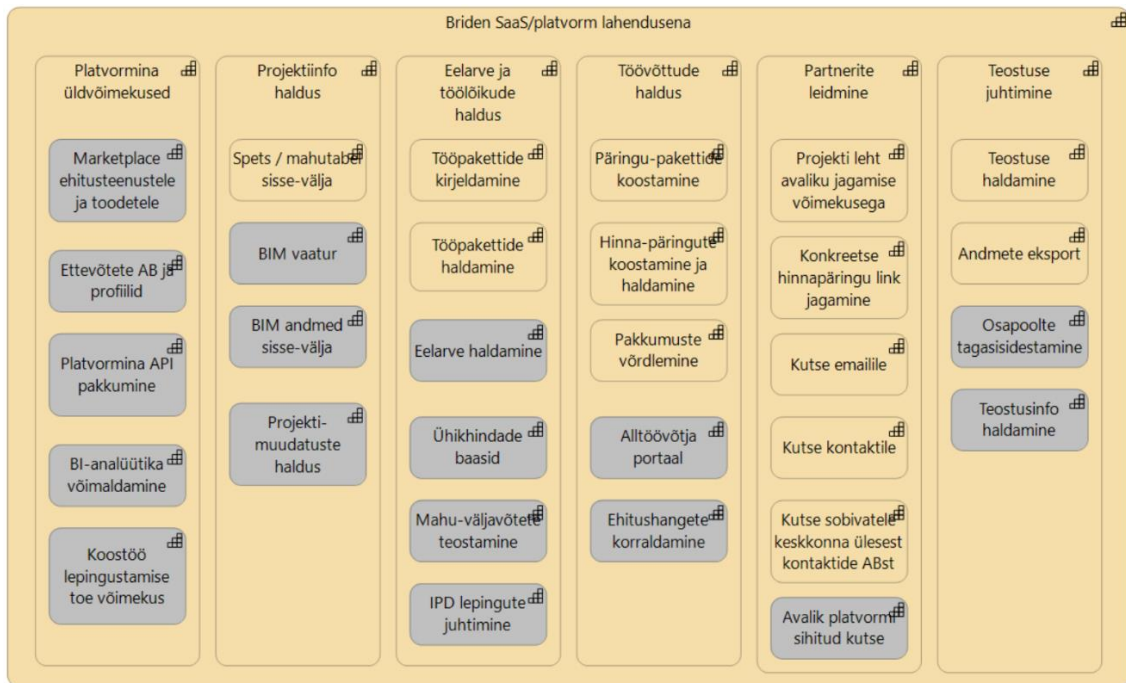 Briden SaaS/platvorm lahendusena
Platvormina
üldvõimekused
Marketplace
ehitusteenustele
ja toodetele
Ettevõtete AB ja
profiilid
Platvormina API
pakkumine
BI-analüütika
võimaldamine
Koostöö
lepingustamise
toe võimekus
Projektiinfo
haldus
Spets / mahutabel
sisse-välja
BIM vaatur
BIM andmed
sisse-välja
Projekti-
muudatuste
haldus
Eelarve ja
töölõikude
haldus
Tööpakettide
kirjeldamine
Tööpakettide
haldamine
Eelarve haldamine
Ühikhindade
baasid
Mahu-väljavõtete
teostamine
IPD lepingute
juhtimine
Töövõttude
haldus
Päringu-pakettide
koostamine
Hinna-päringute
koostamine ja
haldamine
Pakkumuste
võrdlemine
Alltöövõtja
portaal
Ehitushangete
korraldamine
Partnerite
leidmine
Projekti leht
avaliku jagamise
võimekusega
Konkreetse
hinnapäringu link
jagamine
Kutse emailile
Kutse kontaktile
Kutse sobivatele
keskkonna ülesest
kontaktide ABst
Avalik platvormi
sihitud kutse
Teostuse
juhtimine
Teostuse
haldamine
Andmete eksport
Osapoolte
tagasisidestamine
Teostusinfo
haldamine